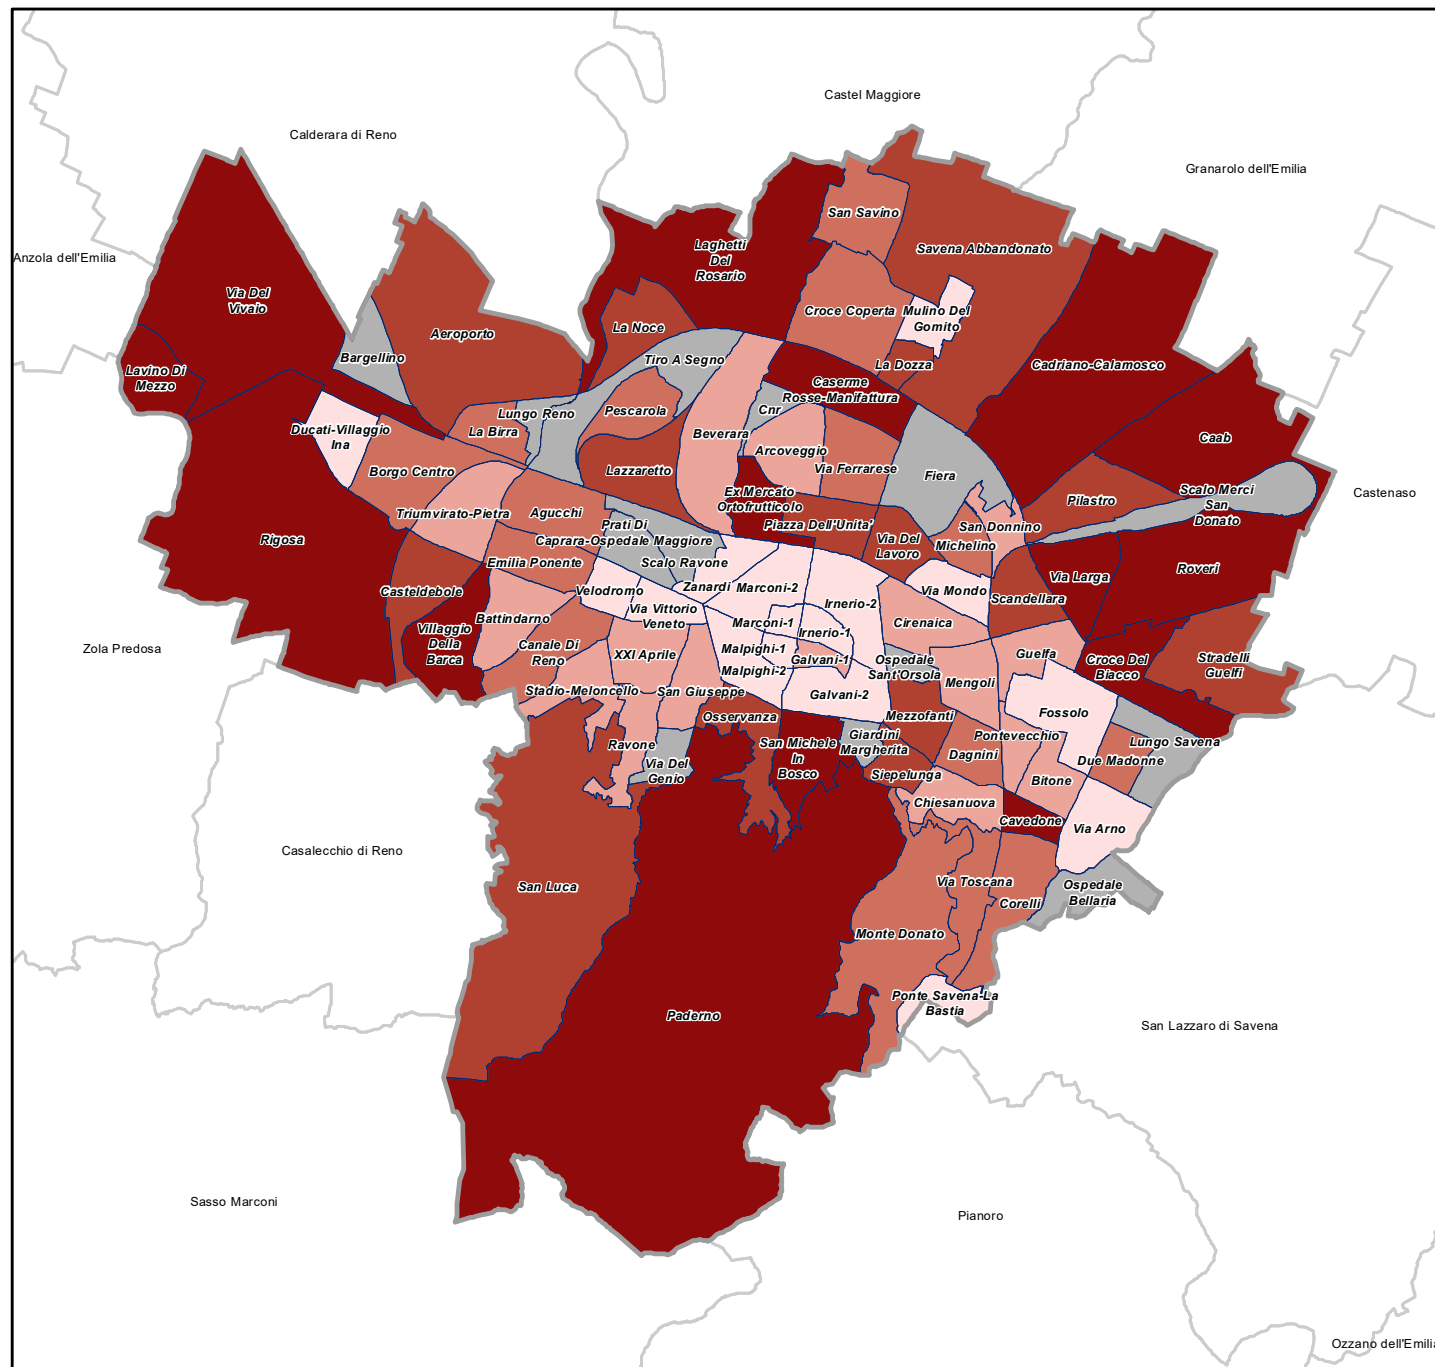 Castel Maggiore
Calderara di Reno
Granarolo dell'Emilia
San Savino
Laghetti
Del
Rosario
Savena Abbandonato
Anzola dell'Emilia
Via Del
Vivaio
Croce Coperta
Mulino Del
Gomito
La Noce
Aeroporto
Bargellino
Tiro A Segno
La Dozza
Cadriano-Calamosco
Lavino Di
Mezzo
Caserme
Rosse-Manifattura
Lungo Reno
Pescarola
Cnr
Ducati-Villaggio
Ina
La Birra
Beverara
Caab
Arcoveggio
Borgo Centro
Lazzaretto
Via Ferrarese
Fiera
Scalo Merci
San
Donato
Castenaso
Ex Mercato
Ortofrutticolo
Pilastro
Triumvirato-Pietra
Agucchi
Prati Di
Caprara-Ospedale Maggiore
Piazza Dell'Unita'
San Donnino
Rigosa
Via Del
Lavoro
Michelino
Emilia Ponente
Scalo Ravone
Roveri
Via Larga
Casteldebole
Velodromo
Zanardi
Marconi-2
Via Mondo
Scandellara
Irnerio-2
Via Vittorio
Veneto
Battindarno
Marconi-1
Irnerio-1
Cirenaica
Villaggio
Della
Barca
Canale Di
Reno
XXI Aprile
Malpighi-1
Galvani-1
Guelfa
Zola Predosa
Ospedale
Sant'Orsola
Croce Del
Biacco
Stradelli
Guelfi
Malpighi-2
Mengoli
Stadio-Meloncello
San Giuseppe
Galvani-2
Osservanza
Mezzofanti
Fossolo
Ravone
San Michele
In
Bosco
Giardini
Margherita
Pontevecchio
Lungo Savena
Via Del
Genio
Dagnini
Due Madonne
Siepelunga
Bitone
Chiesanuova
Cavedone
Via Arno
Casalecchio di Reno
San Luca
Via Toscana
Ospedale
Bellaria
Corelli
Monte Donato
Ponte Savena-La
Bastia
Paderno
San Lazzaro di Savena
Sasso Marconi
Pianoro
Ozzano dell'Emilia